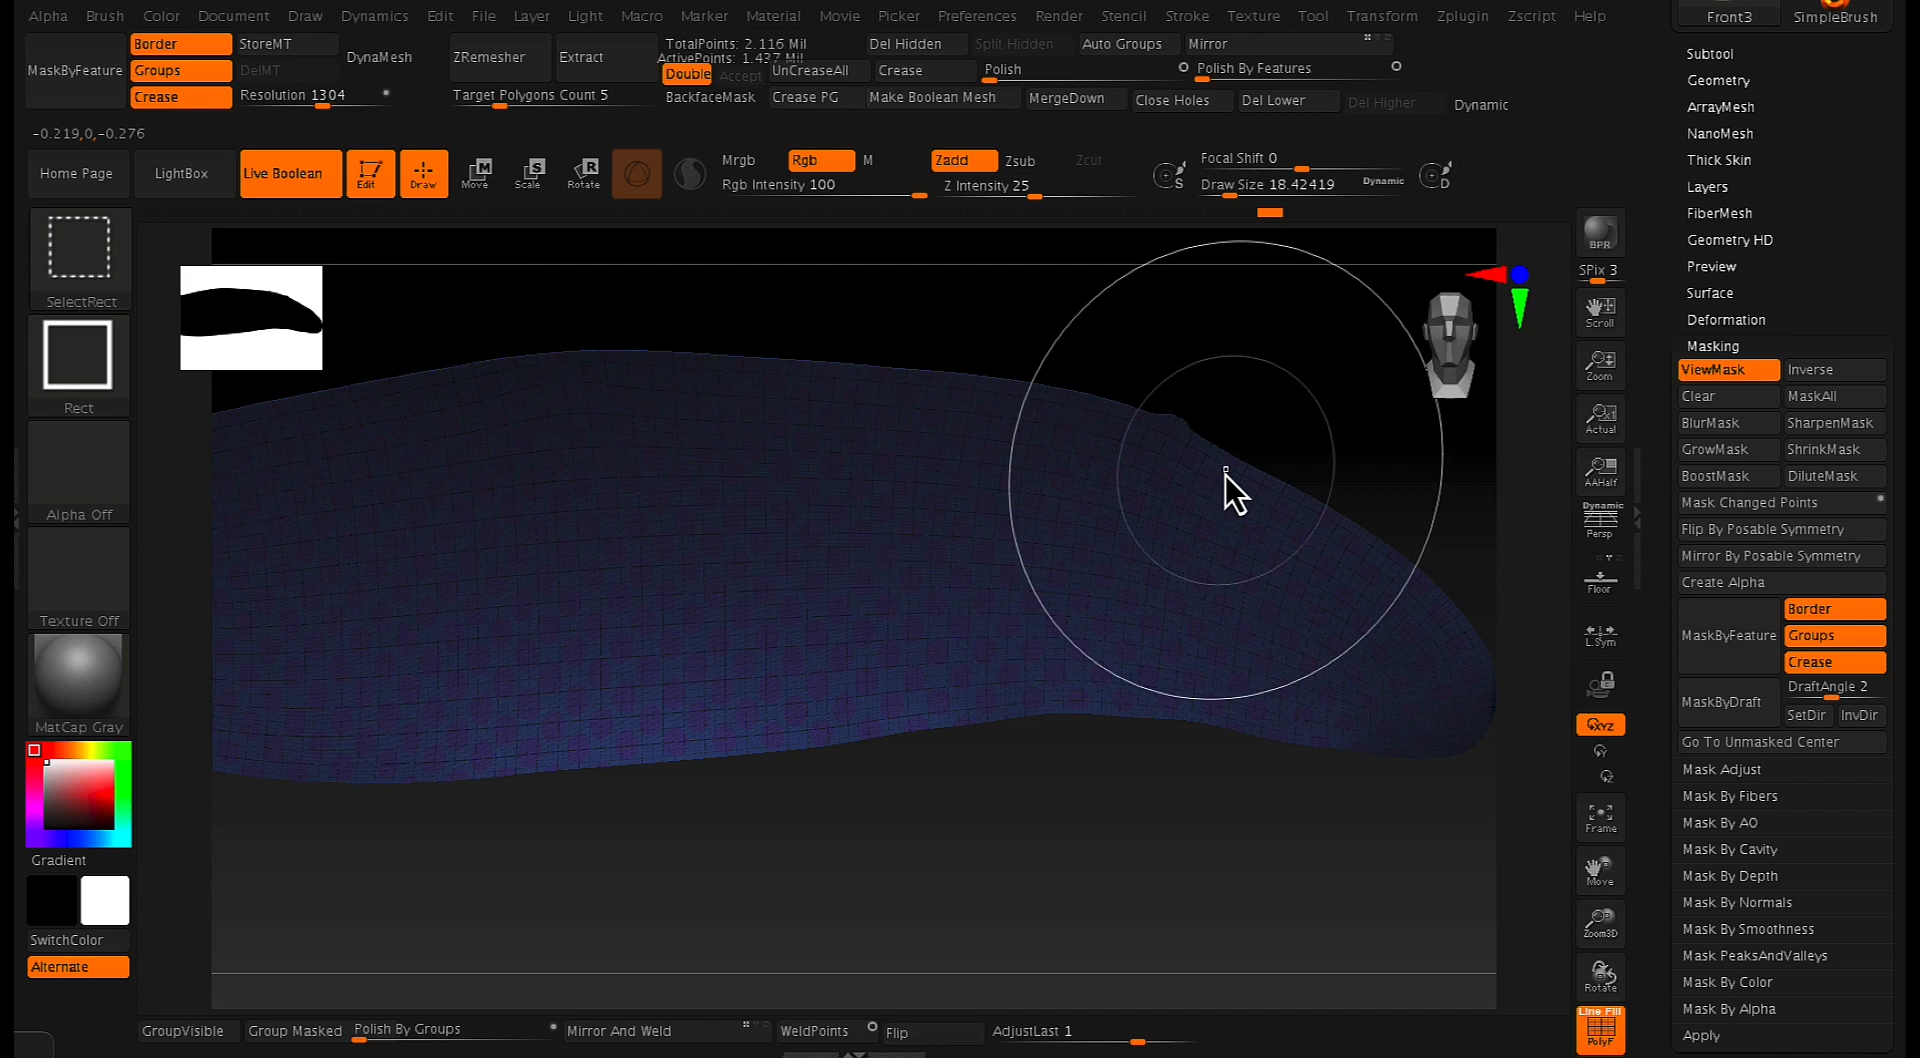 Alpha Brush Color Document Draw Dynamics Edit File Layer Light Macro Marker Material Movie Picker Preferences Render Stencil Stroke Texture Tool Transform Zplugin Zscript Help
Front3 SimpleBrush
MaskByFeature
Border
Groups
Crease
StoreMT
DelMT
Resolution 1304
DynaMesh
ZRemesher
Extract
Target Polygons Count 5
TotalPoints: 2.116 Mil
ActivePoints: 1.437 Mil
Double Accept
BackfaceMask
Del Hidden Split Hidden Auto Groups Mirror
UnCreaseAll Crease Polish Polish By Features
Crease PG Make Boolean Mesh MergeDown Close Holes Del Lower Del Higher Dynamic
-0.219,0,-0.276
Home Page LightBox Live Boolean Edit Draw Move Scale Rotate
Mrgb Rgb M
Rgb Intensity 100
Zadd Zsub Zcut
Z Intensity 25
S
Focal Shift 0
Draw Size 18.42419 Dynamic
D
SelectRect
Rect
Alpha Off
Texture Off
MatCap Gray
Gradient
SwitchColor
Alternate
BPR
SPix 3
Scroll
Zoom
Actual
AAHalf
Dynamic
Persp
Floor
L.Sym
XYZ
Y
Z
Frame
Move
Zoom3D
Rotate
Line Fill
PolyF
Subtool
Geometry
ArrayMesh
NanoMesh
Thick Skin
Layers
FiberMesh
Geometry HD
Preview
Surface
Deformation
Masking
ViewMask Inverse
Clear MaskAll
BlurMask SharpenMask
GrowMask ShrinkMask
BoostMask DiluteMask
Mask Changed Points
Flip By Posable Symmetry
Mirror By Posable Symmetry
Create Alpha
MaskByFeature
Border
Groups
Crease
MaskByDraft
DraftAngle 2
SetDir InvDir
Go To Unmasked Center
Mask Adjust
Mask By Fibers
Mask By AO
Mask By Cavity
Mask By Depth
Mask By Normals
Mask By Smoothness
Mask PeaksAndValleys
Mask By Color
Mask By Alpha
Apply
GroupVisible Group Masked Polish By Groups Mirror And Weld WeldPoints Flip AdjustLast 1